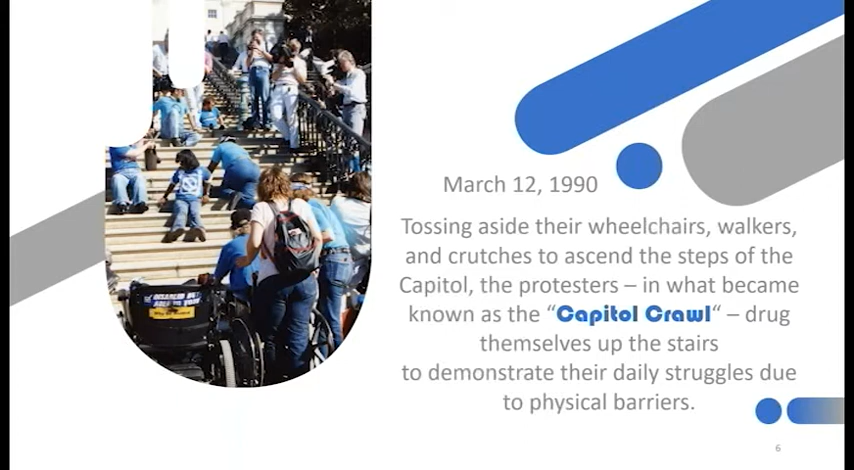 March 12, 1990
Tossing aside their wheelchairs, walkers,
and crutches to ascend the steps of the
Capitol, the protesters – in what became
known as the “Capitol Crawl“ – drug
themselves up the stairs
to demonstrate their daily struggles due
to physical barriers.
6